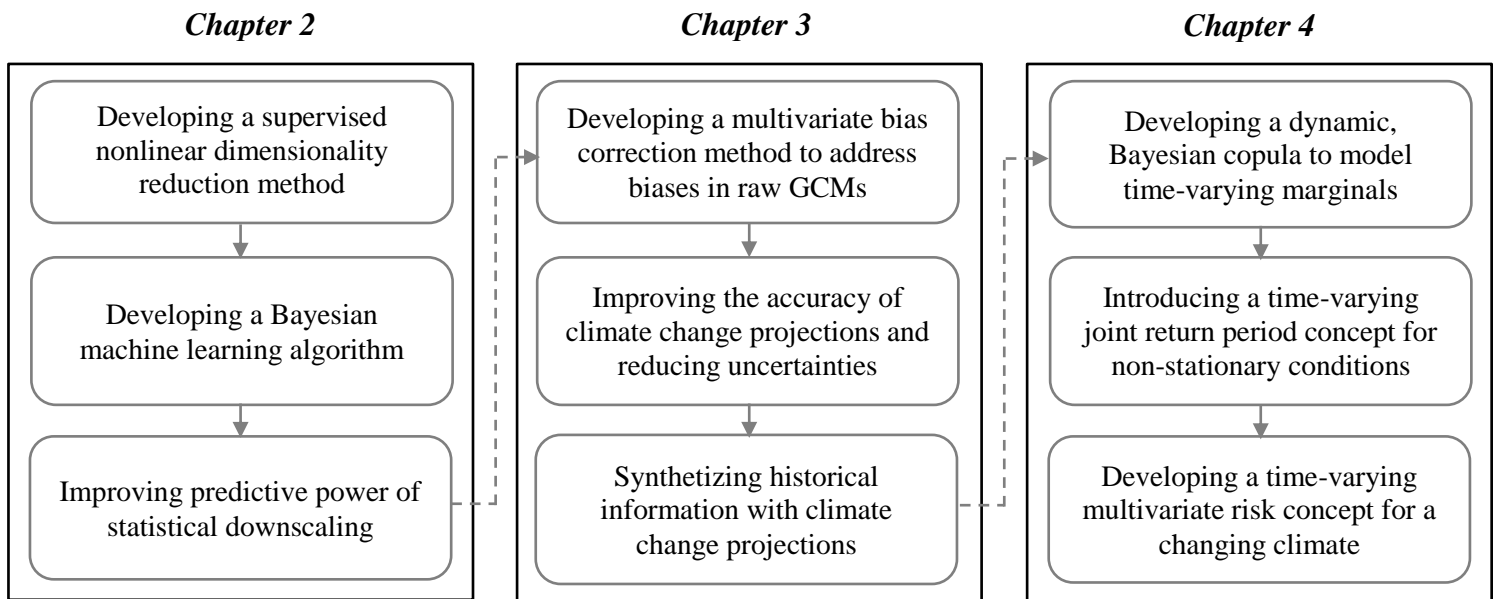 Chapter 2
Developing a supervised
nonlinear dimensionality
reduction method
Developing a Bayesian
machine learning algorithm
Improving predictive power of
statistical downscaling
Chapter 3
Developing a multivariate bias
correction method to address
biases in raw GCMs
Improving the accuracy of
climate change projections and
reducing uncertainties
Synthetizing historical
information with climate
change projections
Chapter 4
Developing a dynamic,
Bayesian copula to model
time-varying marginals
Introducing a time-varying
joint return period concept for
non-stationary conditions
Developing a time-varying
multivariate risk concept for a
changing climate